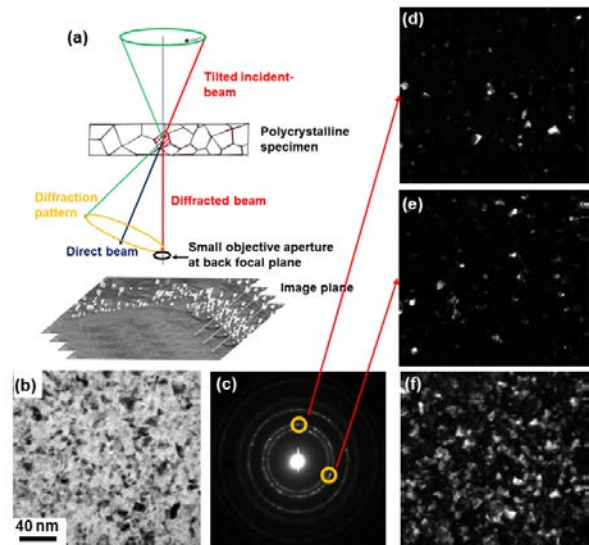 (a)
Tilted incident-
beam
Polycrystalline
specimen
Diffraction
pattern
Diffracted beam
Direct beam
Small objective aperture
at back focal plane
Image plane
(b)
40 nm
(c)
(d)
(e)
(f)